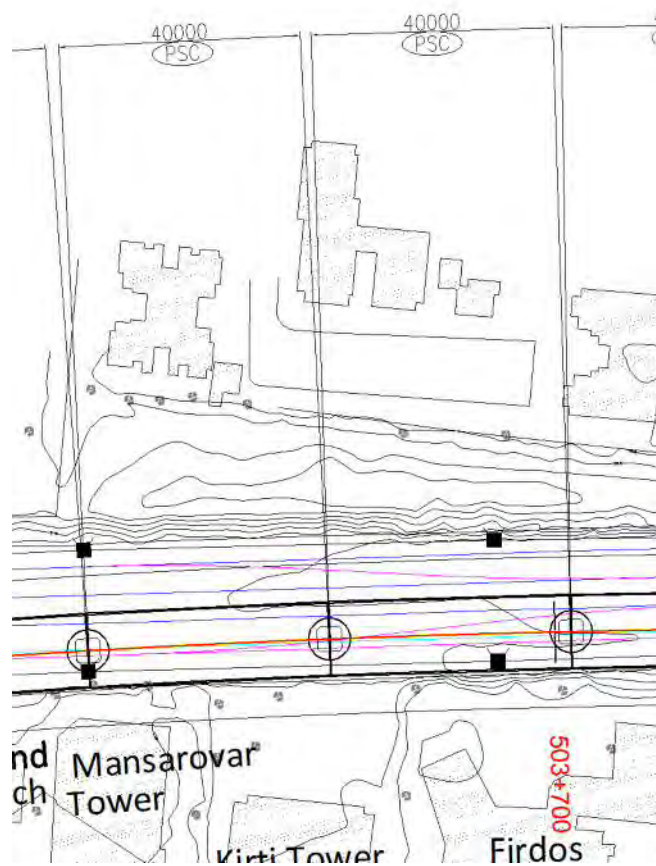 40000
PSC
40000
PSC
nd
ch
Mansarovar
Tower
Kirti Tower
Firdos
503+700